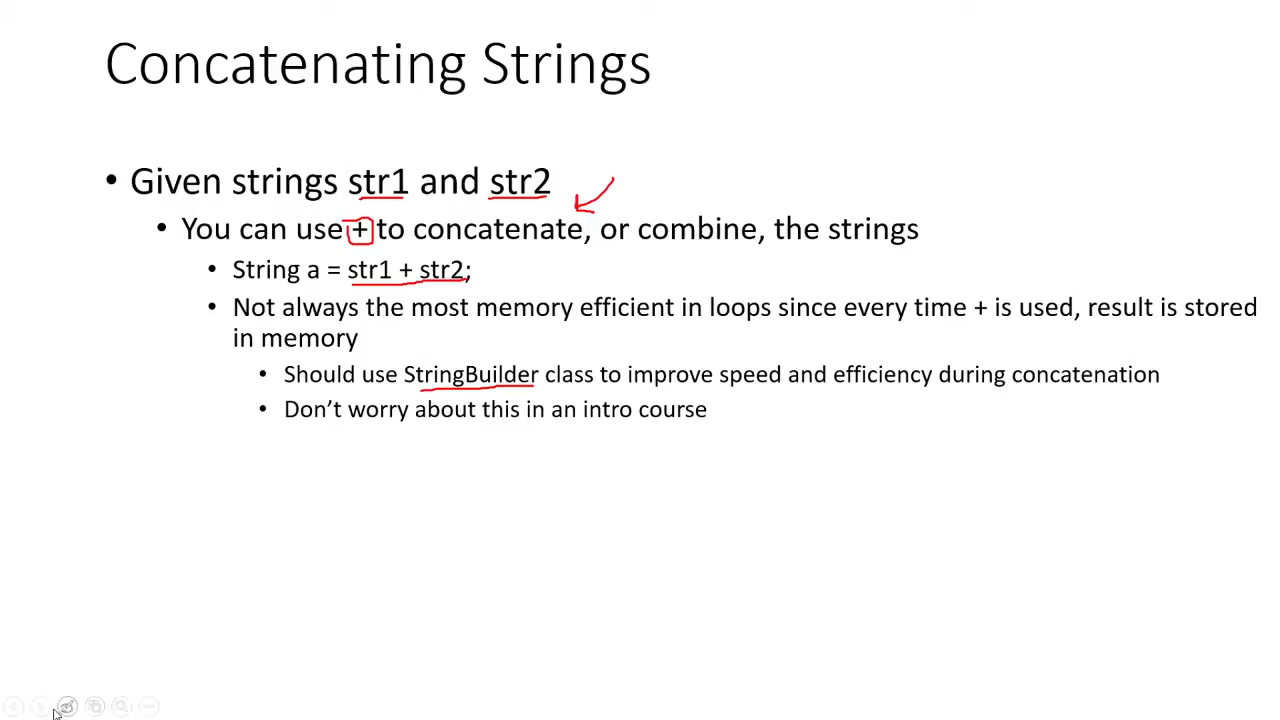 Concatenating Strings
• Given strings str1 and str2
• You can use + to concatenate, or combine, the strings
• String a = str1 + str2;
• Not always the most memory efficient in loops since every time + is used, result is stored
in memory
• Should use StringBuilder class to improve speed and efficiency during concatenation
• Don’t worry about this in an intro course